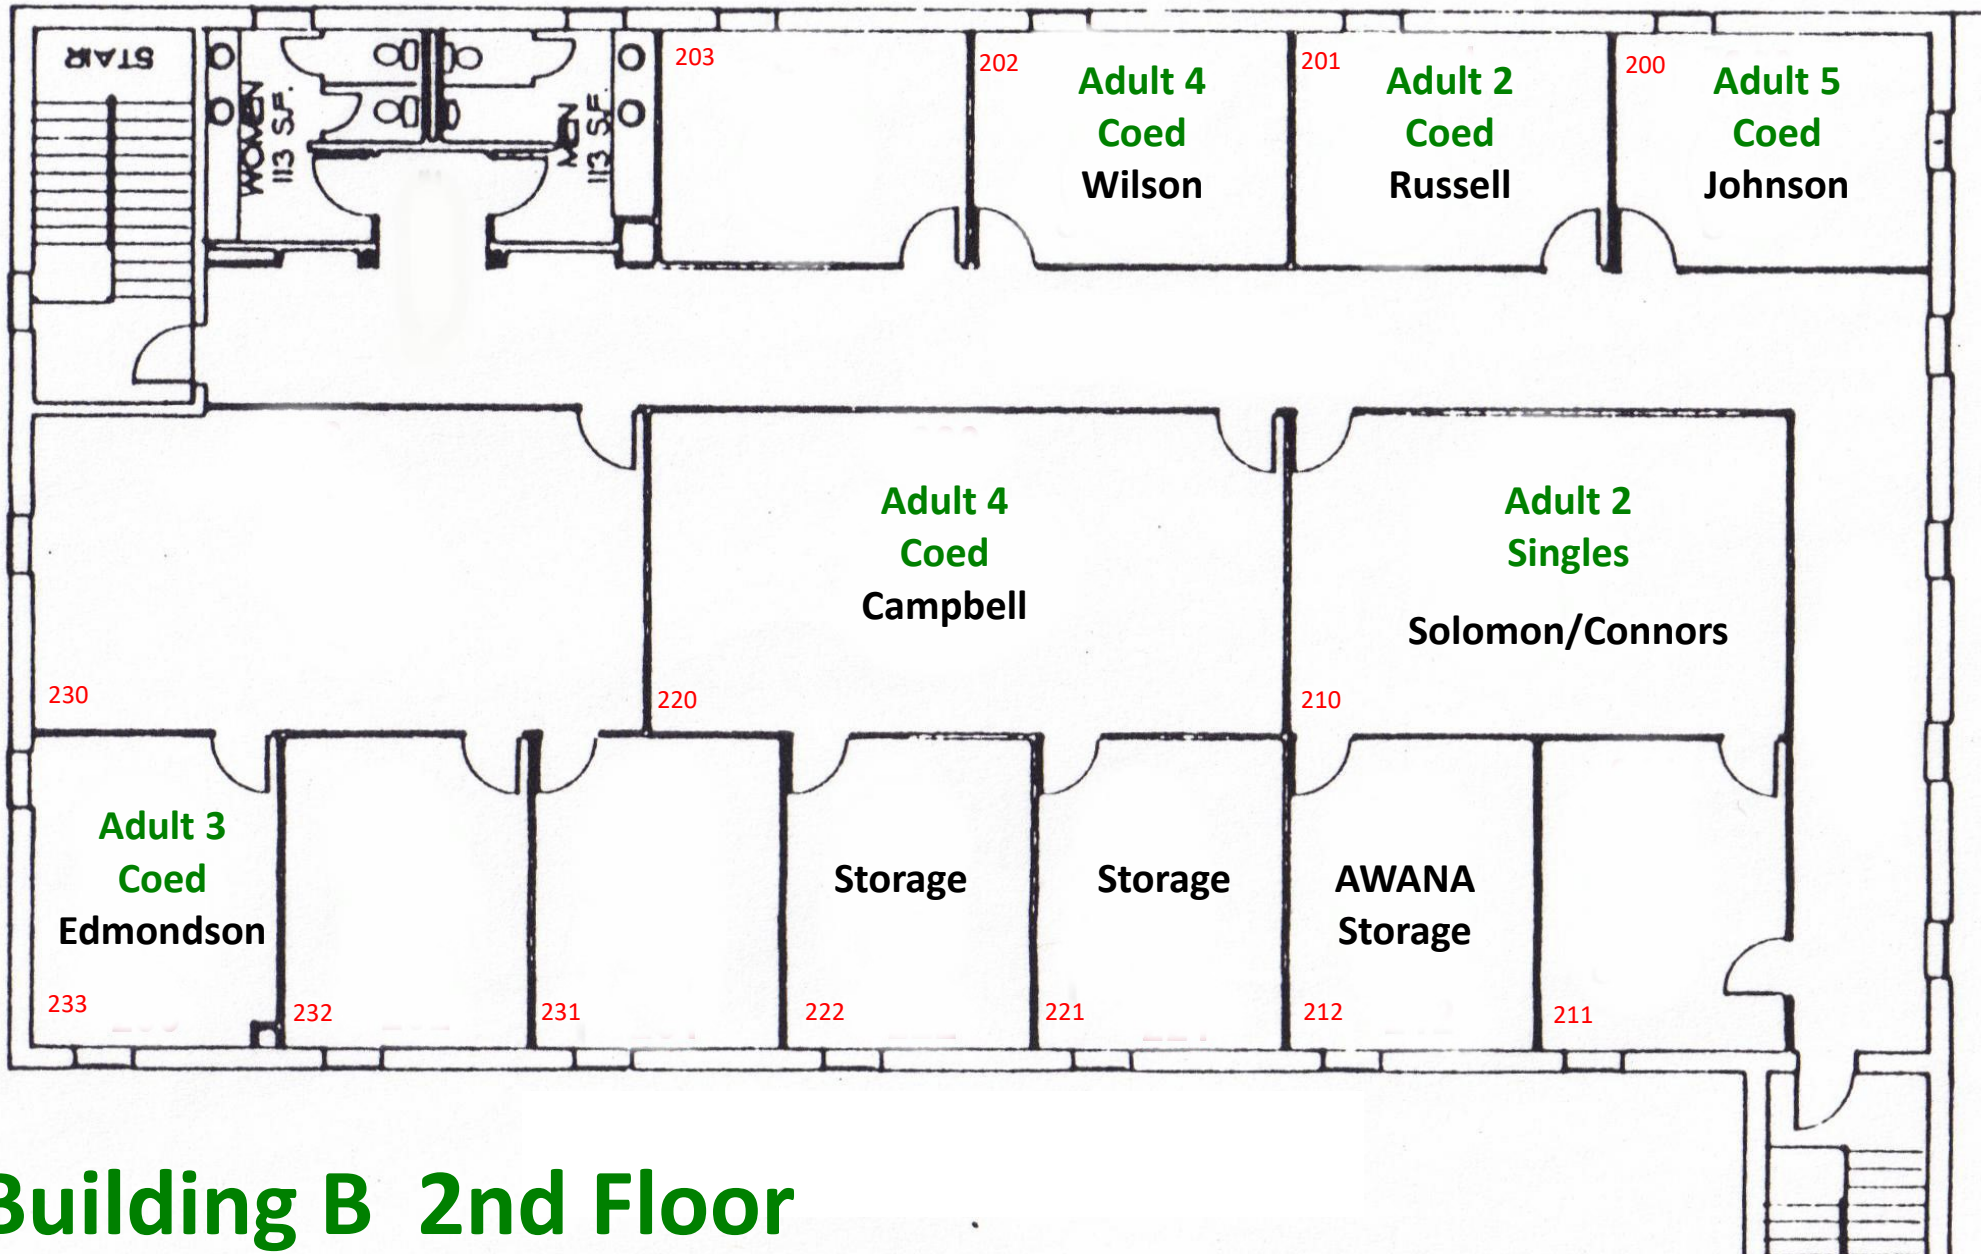 STAIR
WOMEN
113 S.F.
MEN
113 S.F.
203
202
Adult 4
Coed
Wilson
201
Adult 2
Coed
Russell
200
Adult 5
Coed
Johnson
230
Adult 4
Coed
Campbell
220
Adult 2
Singles
Solomon/Connors
210
Adult 3
Coed
Edmondson
233
232
231
Storage
222
Storage
221
AWANA
Storage
212
211
Building B 2nd Floor